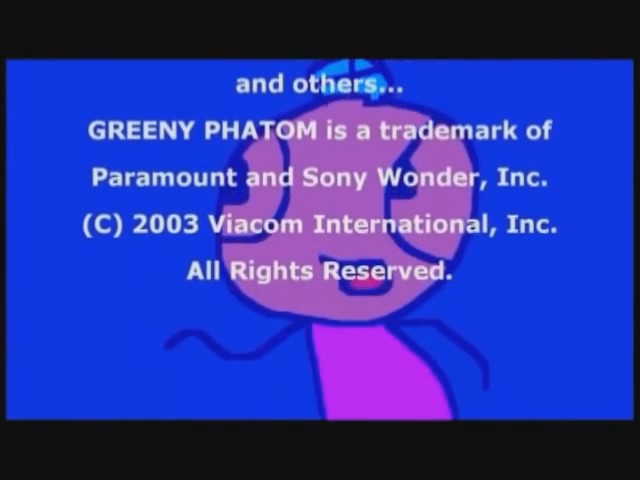 and others...
GREENY PHATOM is a trademark of
Paramount and Sony Wonder, Inc.
(C) 2003 Viacom International, Inc.
All Rights Reserved.